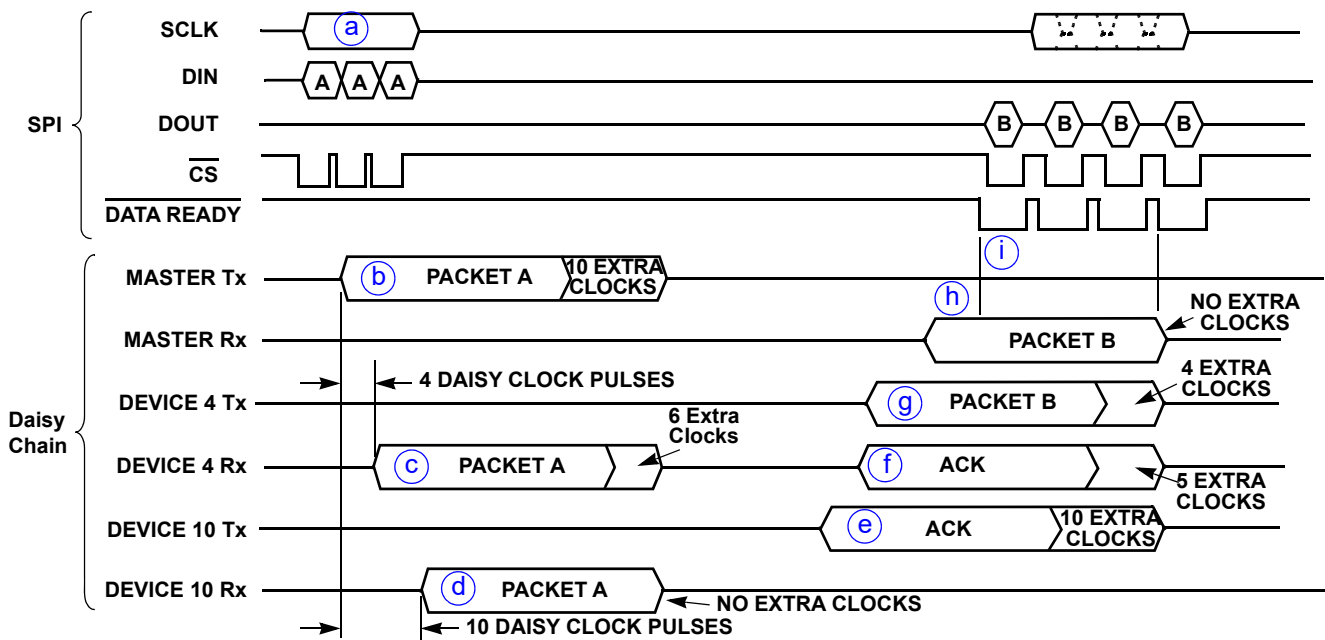 SCLK
a
DIN
A A A
SPI
DOUT
B B B B
CS
DATA READY
i
MASTER Tx
b PACKET A
10 EXTRA
CLOCKS
h
NO EXTRA
CLOCKS
MASTER Rx
PACKET B
4 DAISY CLOCK PULSES
4 EXTRA
CLOCKS
DEVICE 4 Tx
g PACKET B
Daisy
Chain
6 Extra
Clocks
DEVICE 4 Rx
c PACKET A
f ACK
5 EXTRA
CLOCKS
DEVICE 10 Tx
e ACK
10 EXTRA
CLOCKS
DEVICE 10 Rx
d PACKET A
NO EXTRA CLOCKS
10 DAISY CLOCK PULSES